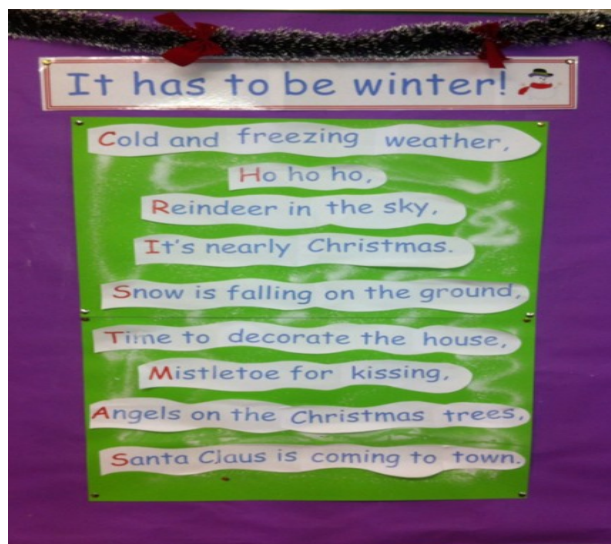 It has to be winter!
Cold and freezing weather,
Ho ho ho,
Reindeer in the sky,
It's nearly Christmas.
Snow is falling on the ground,
Time to decorate the house,
Mistletoe for kissing,
Angels on the Christmas trees,
Santa Claus is coming to town.